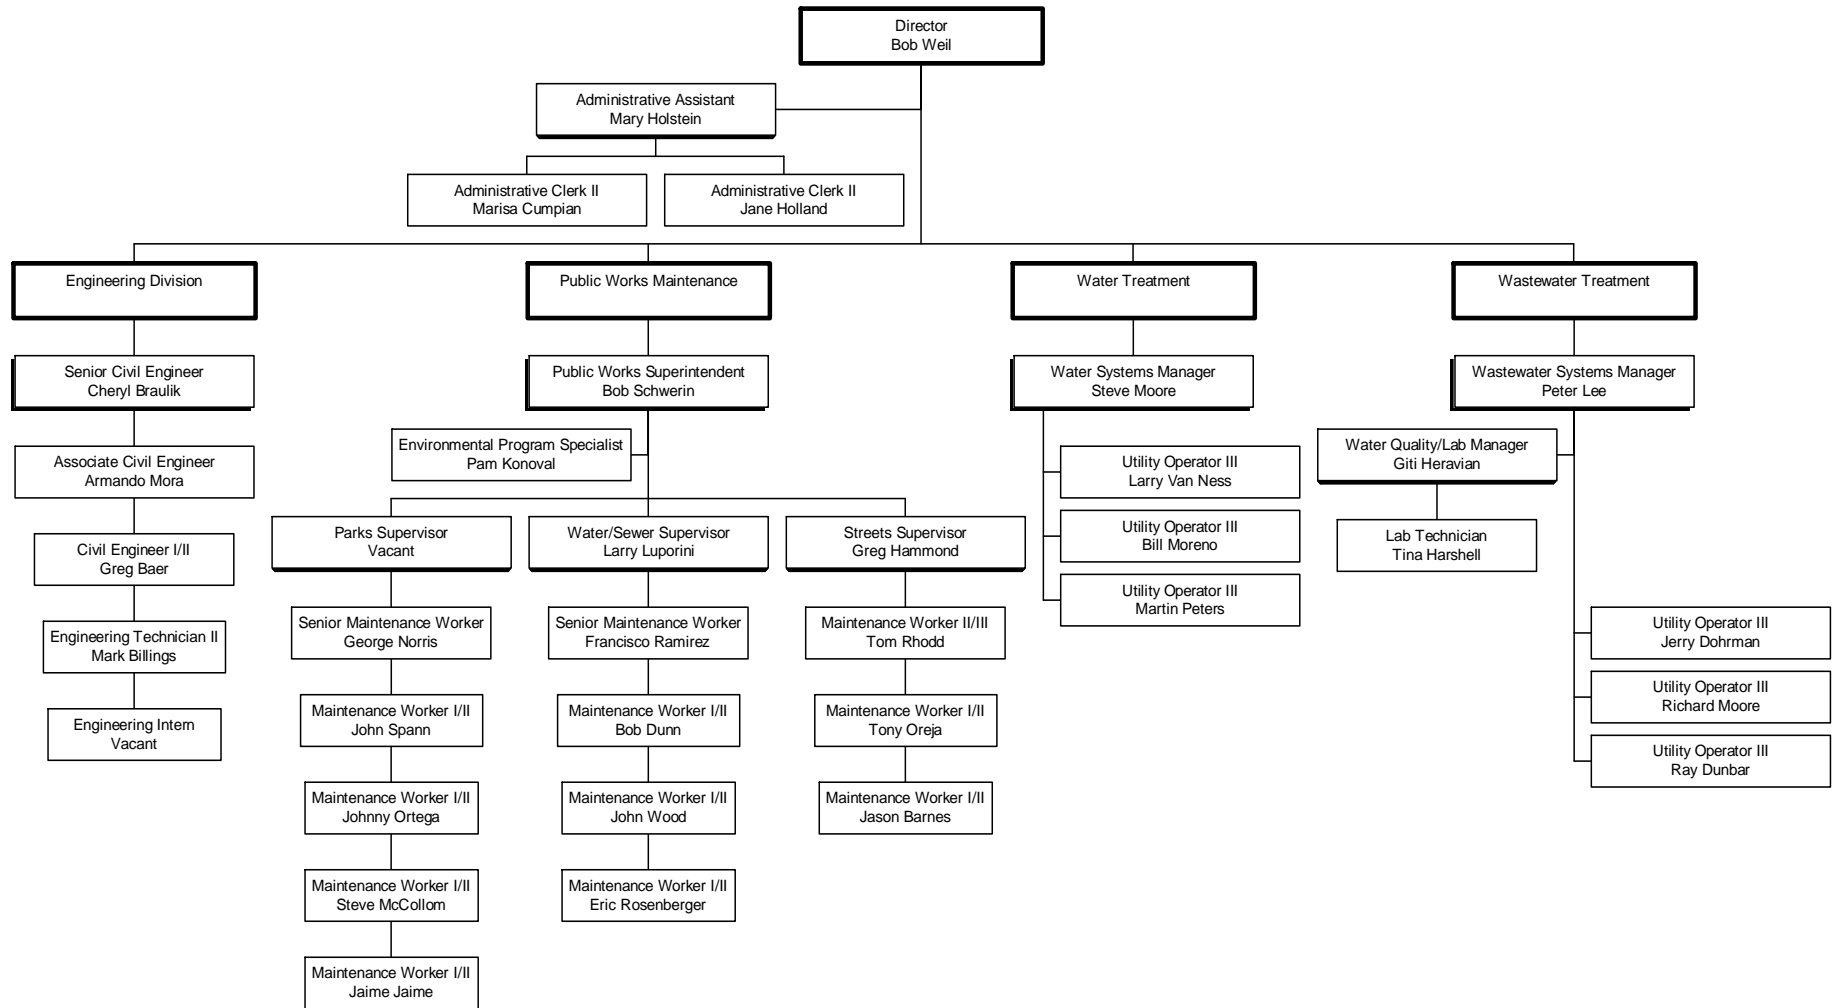 Director
Bob Weil
Administrative Assistant
Mary Holstein
Administrative Clerk II
Marisa Cumpian
Administrative Clerk II
Jane Holland
Engineering Division
Public Works Maintenance
Water Treatment
Wastewater Treatment
Senior Civil Engineer
Cheryl Braulik
Public Works Superintendent
Bob Schwerin
Water Systems Manager
Steve Moore
Wastewater Systems Manager
Peter Lee
Associate Civil Engineer
Armando Mora
Environmental Program Specialist
Pam Konoval
Utility Operator III
Larry Van Ness
Water Quality/Lab Manager
Giti Heravian
Civil Engineer I/II
Greg Baer
Parks Supervisor
Vacant
Water/Sewer Supervisor
Larry Luporini
Streets Supervisor
Greg Hammond
Utility Operator III
Bill Moreno
Lab Technician
Tina Harshell
Utility Operator III
Martin Peters
Engineering Technician II
Mark Billings
Senior Maintenance Worker
George Norris
Senior Maintenance Worker
Francisco Ramirez
Maintenance Worker II/III
Tom Rhodd
Utility Operator III
Jerry Dohrman
Engineering Intern
Vacant
Maintenance Worker I/II
John Spann
Maintenance Worker I/II
Bob Dunn
Maintenance Worker I/II
Tony Oreja
Utility Operator III
Richard Moore
Utility Operator III
Ray Dunbar
Maintenance Worker I/II
Johnny Ortega
Maintenance Worker I/II
John Wood
Maintenance Worker I/II
Jason Barnes
Maintenance Worker I/II
Steve McCollom
Maintenance Worker I/II
Eric Rosenberger
Maintenance Worker I/II
Jaime Jaime